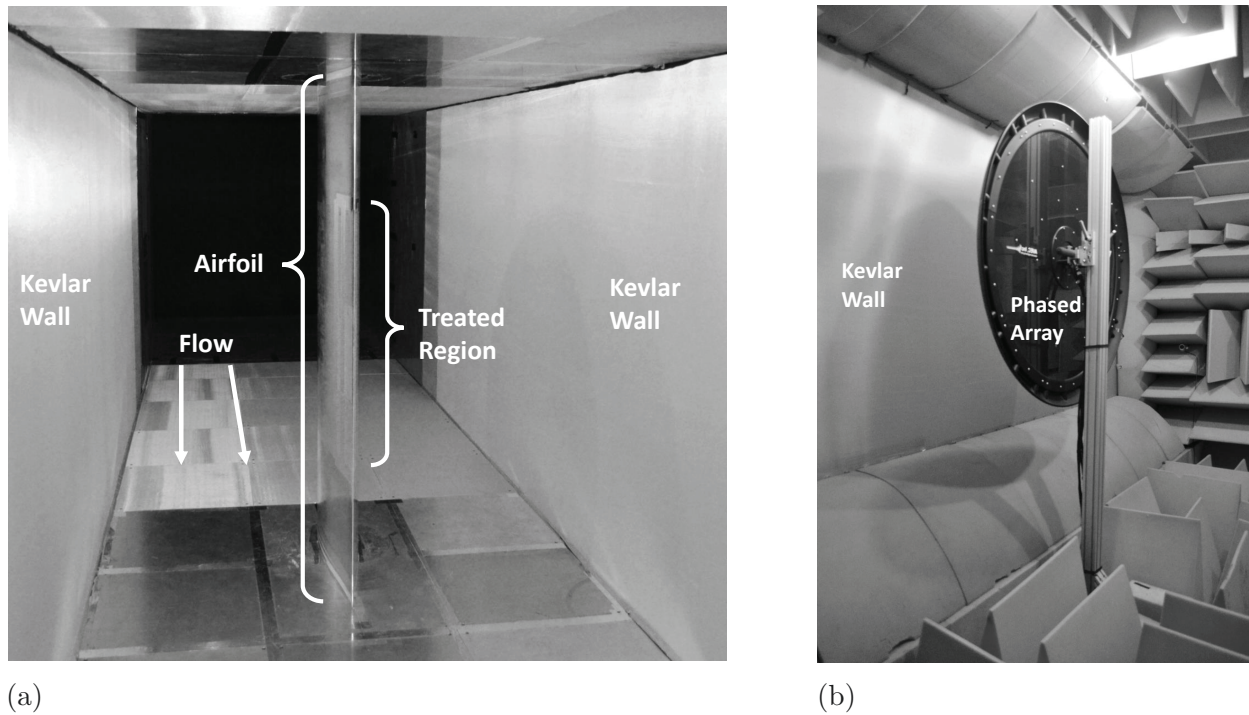 Kevlar
Wall
Airfoil
Flow
Treated
Region
Kevlar
Wall
Kevlar
Wall
Phased
Array
(a)
(b)